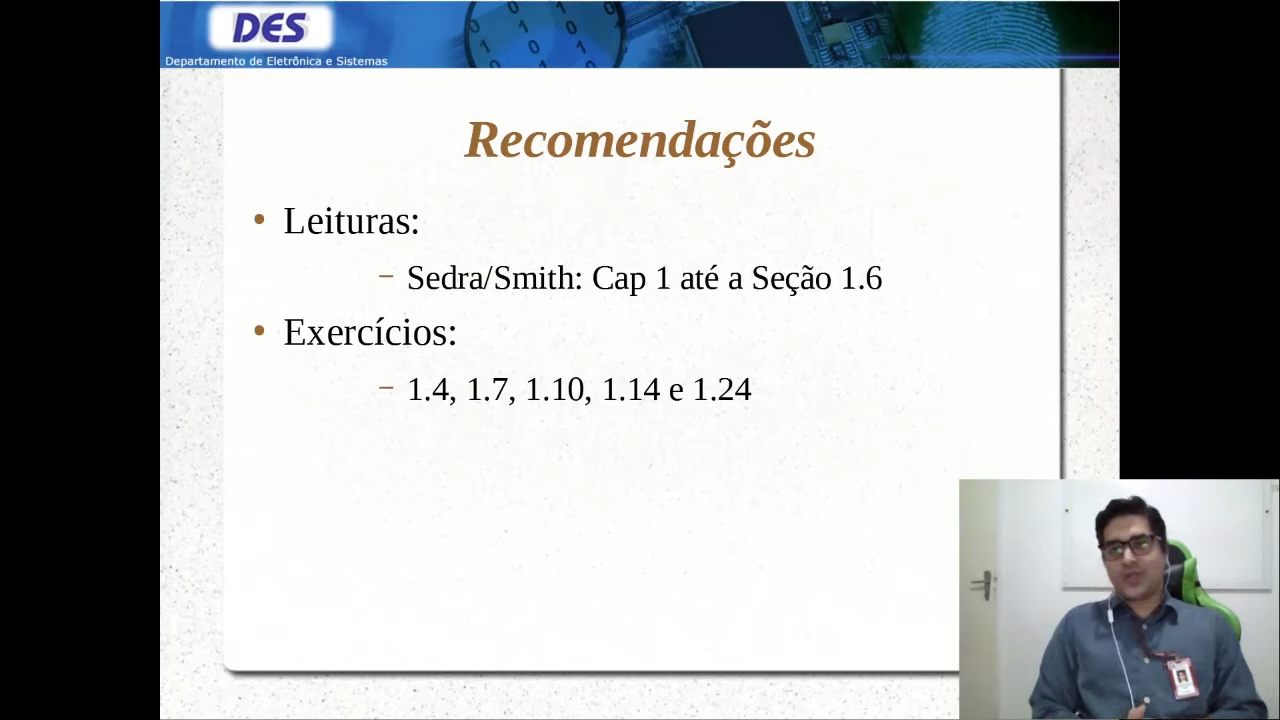 DES
Departamento de Eletrônica e Sistemas
Recomendações
• Leituras:
– Sedra/Smith: Cap 1 até a Seção 1.6
• Exercícios:
– 1.4, 1.7, 1.10, 1.14 e 1.24